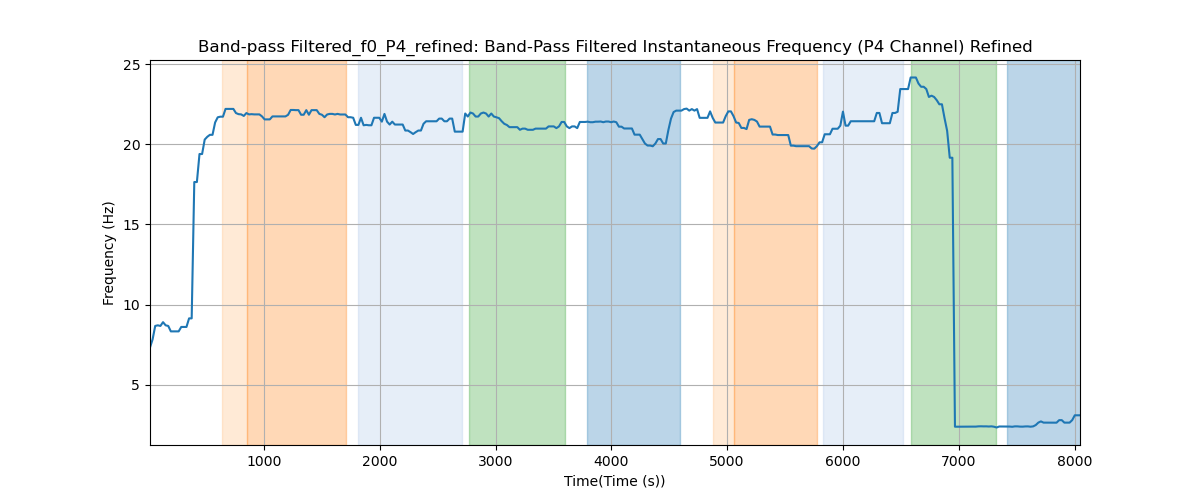 Band-pass Filtered_f0_P4_refined: Band-Pass Filtered Instantaneous Frequency (P4 Channel) Refined
25
20
15
10
5
Frequency (Hz)
1000 2000 3000 4000 5000 6000 7000 8000
Time(Time (s))